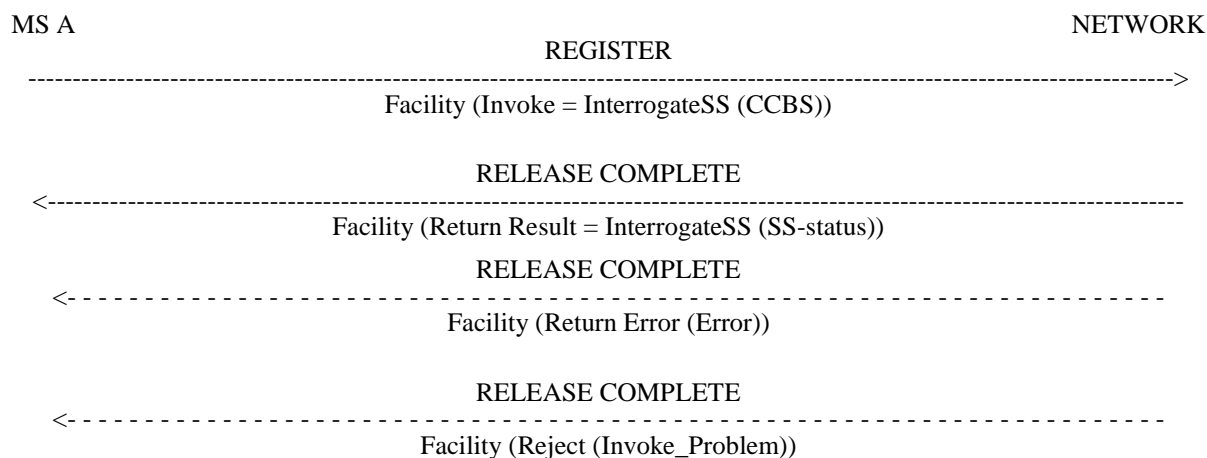 MS A NETWORK
REGISTER
Facility (Invoke = InterrogateSS (CCBS))
RELEASE COMPLETE
Facility (Return Result = InterrogateSS (SS-status))
RELEASE COMPLETE
Facility (Return Error (Error))
RELEASE COMPLETE
Facility (Reject (Invoke_Problem))